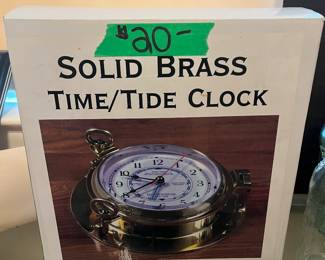 $20-
SOLID BRASS
TIME/TIDE CLOCK